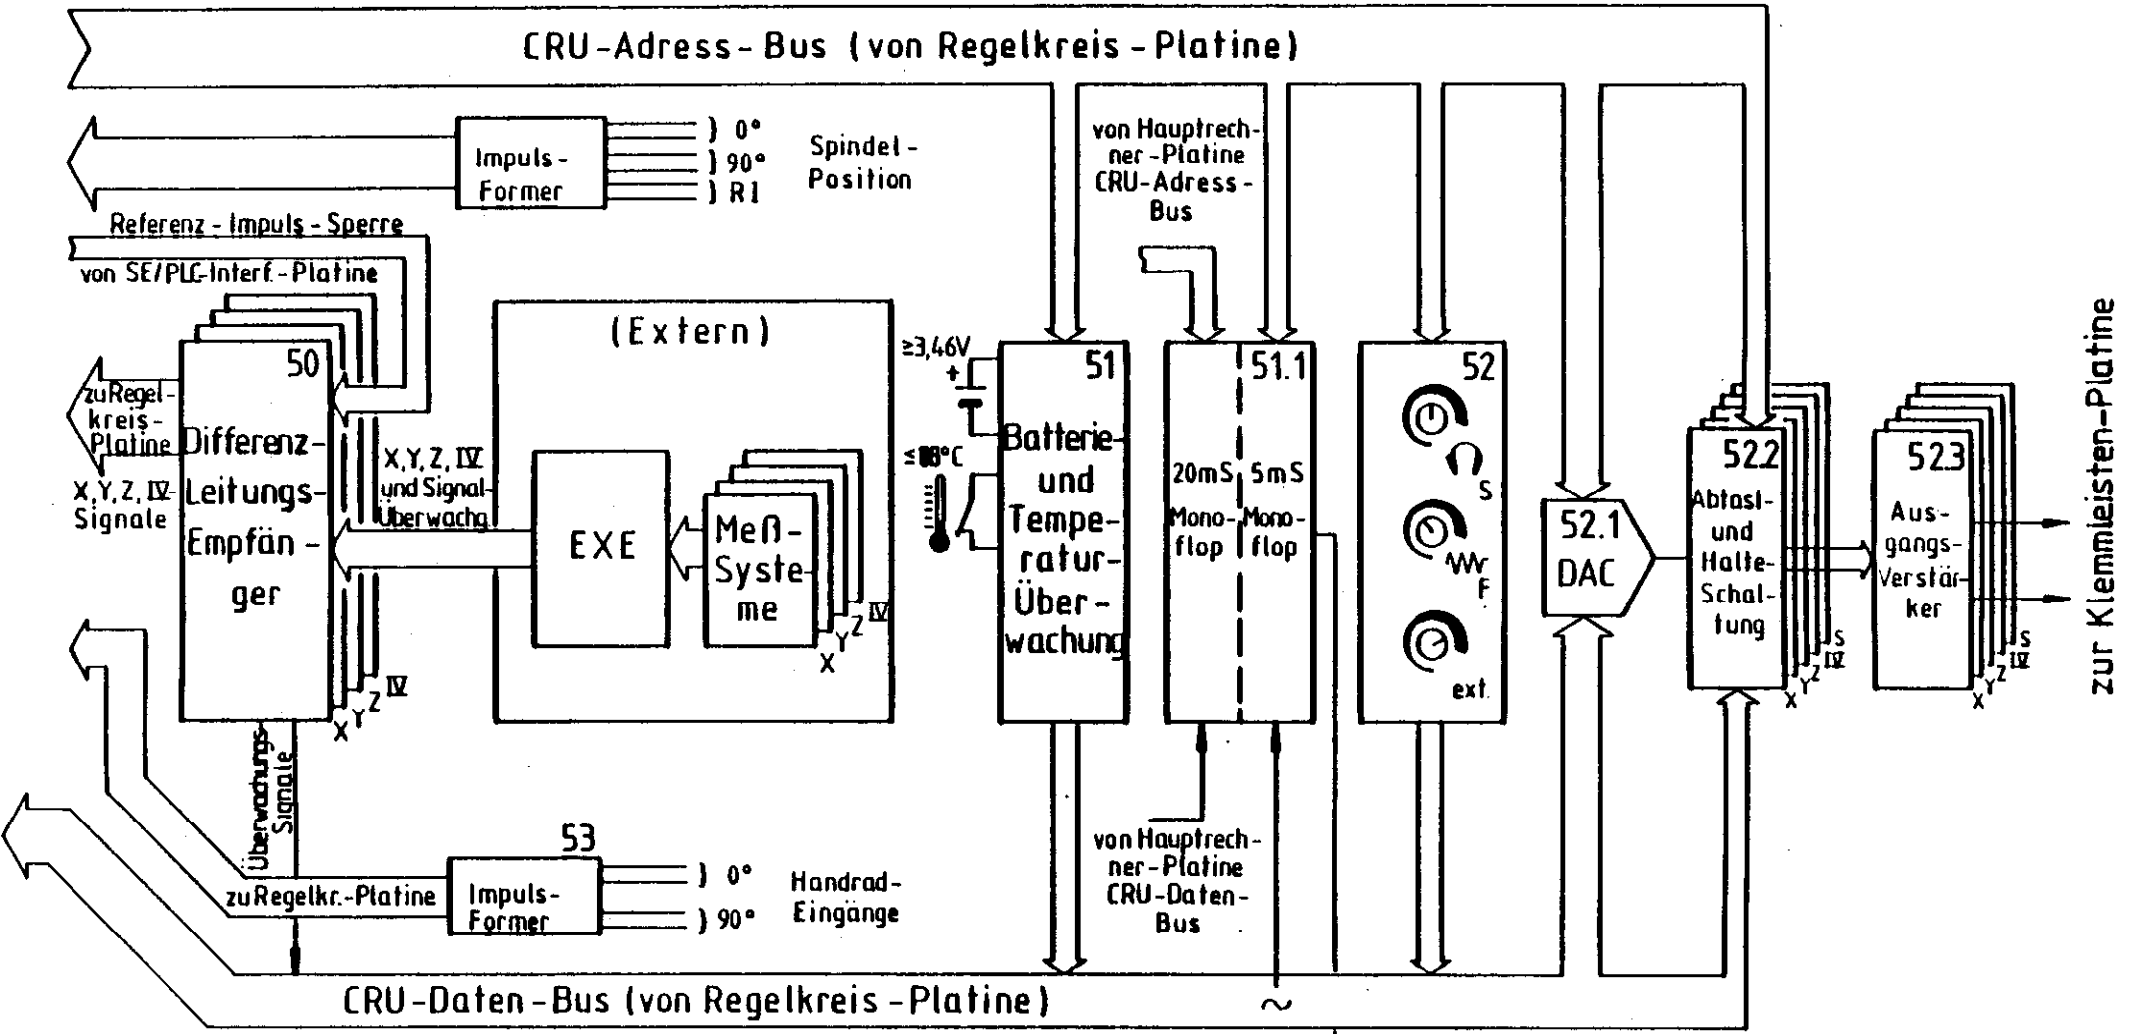 CRU-Adress-Bus (von Regelkreis-Platine)
Impuls-
Former
) 0°
) 90°
) RI
Spindel-
Position
von Hauptrech-
ner-Platine
CRU-Adress-
Bus
Referenz-Impuls-Sperre
von SE/PLC-Interf.-Platine
50
Differenz-
Leitungs-
Empfän-
ger
X
Y
Z
IV
zu Regel-
kreis-
Platine
X, Y, Z, IV-
Signale
X, Y, Z, IV
und Signal-
Überwachg.
(Extern)
EXE
Meß-
Syste-
me
X
Y
Z
IV
≥3,46V
+
°C
51
Batterie-
und
Tempe-
ratur-
Über-
wachung
51.1
20mS
Mono-
flop
5mS
Mono-
flop
52
S
F
ext.
52.1
DAC
52.2
Abtast-
und
Halte-
Schal-
tung
X
Y
Z
IV
S
52.3
Aus-
gangs-
Verstär-
ker
X
Y
Z
IV
S
zur Klemmleisten-Platine
Überwachungs
Signale
53
zu Regelkr.-Platine
Impuls-
Former
) 0°
) 90°
Handrad-
Eingänge
von Hauptrech-
ner-Platine
CRU-Daten-
Bus
CRU-Daten-Bus (von Regelkreis-Platine)
~